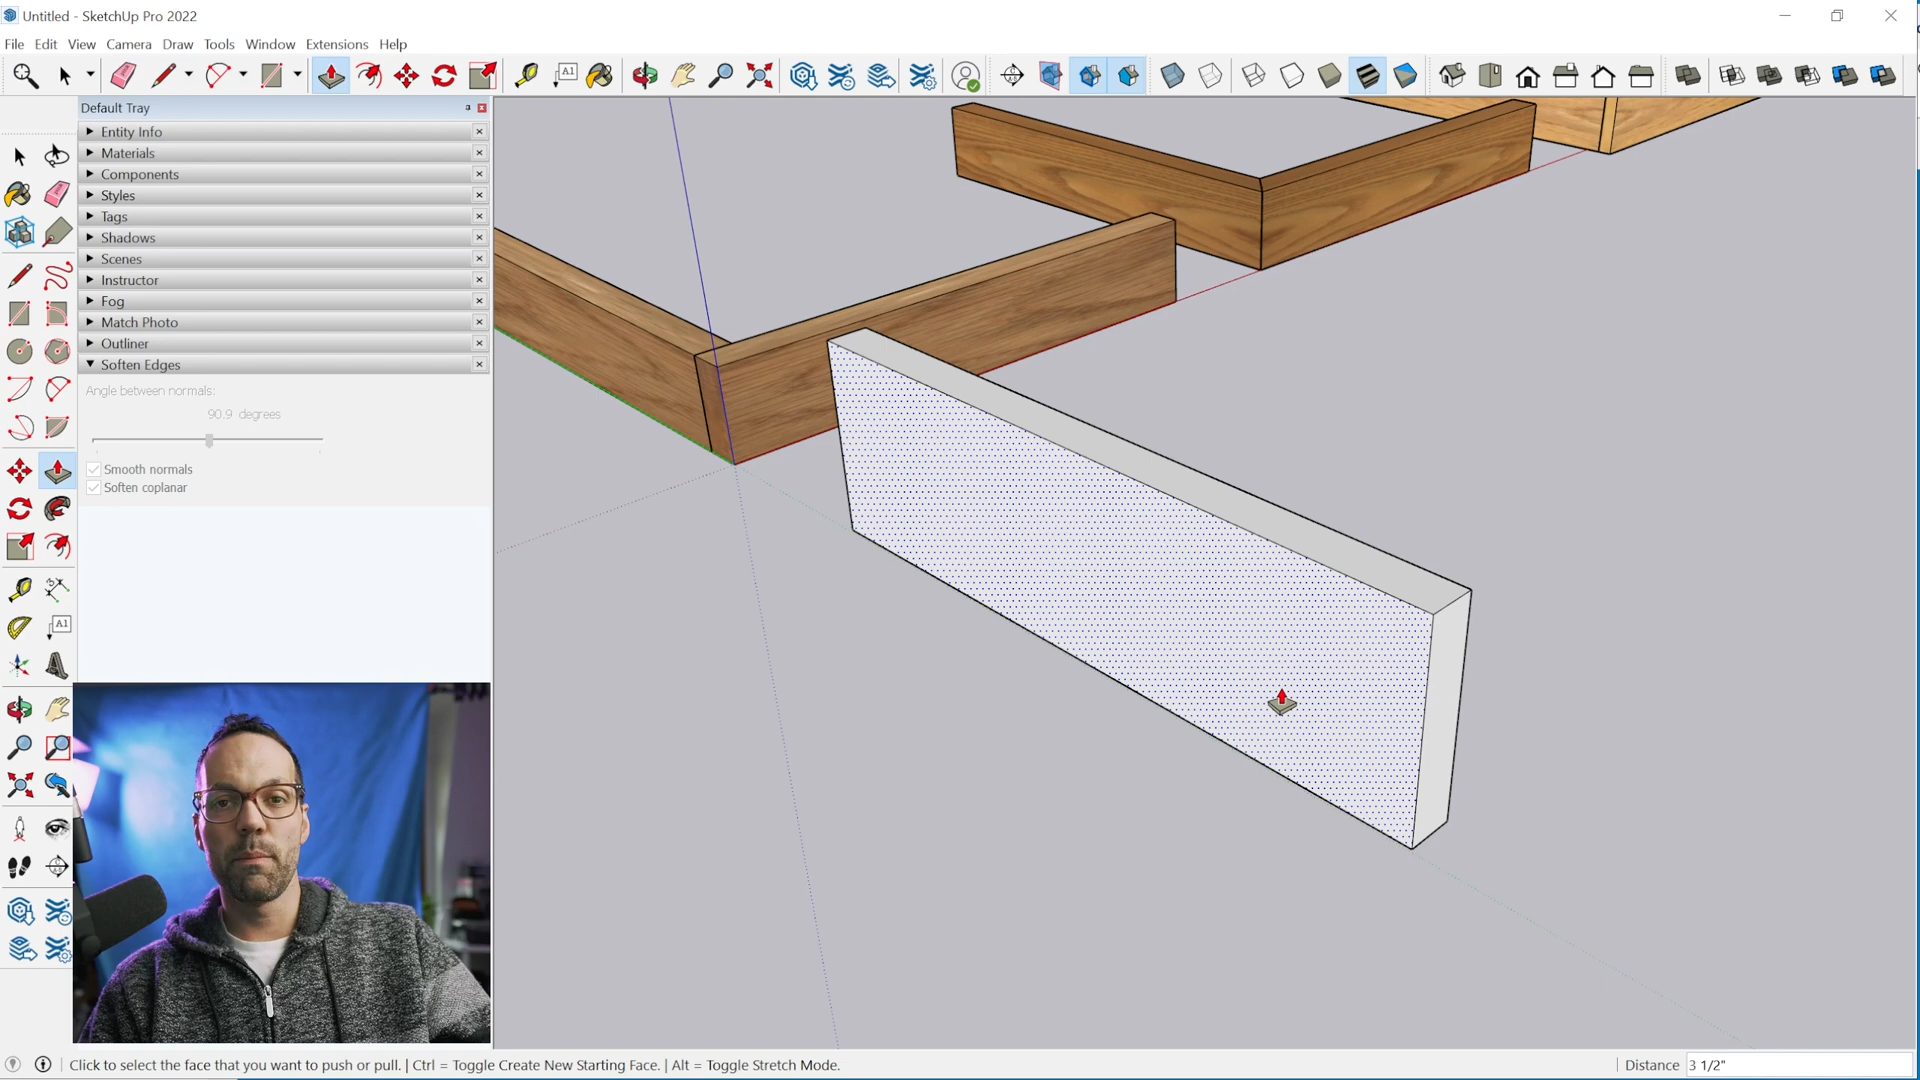 Untitled - SketchUp Pro 2022
File Edit View Camera Draw Tools Window Extensions Help
A1
Default Tray
Entity Info
Materials
Components
Styles
Tags
Shadows
Scenes
Instructor
Fog
Match Photo
Outliner
Soften Edges
Angle between normals:
90.9 degrees
Smooth normals
Soften coplanar
A1
Click to select the face that you want to push or pull. | Ctrl = Toggle Create New Starting Face. | Alt = Toggle Stretch Mode.
Distance 3 1/2"